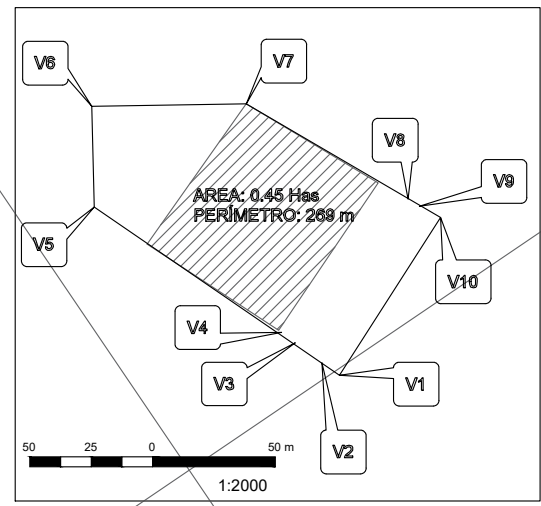 V6
V7
V8
V9
AREA: 0.45 Has
PERÍMETRO: 269 m
V5
V10
V4
V3
V1
V2
50 25 0 50 m
1:2000